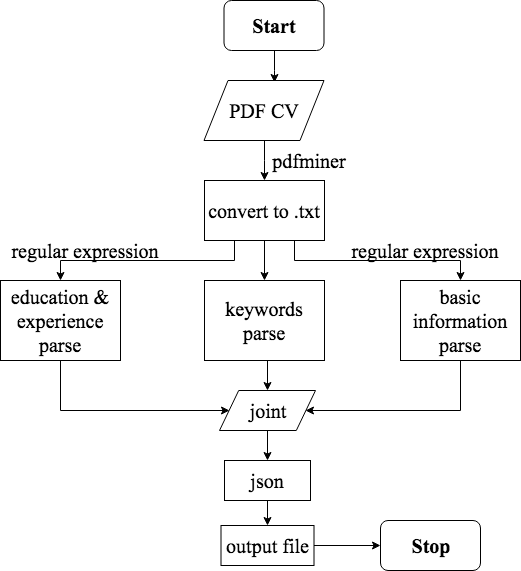 Start
PDF CV
pdfminer
convert to .txt
regular expression
regular expression
education &
experience
parse
keywords
parse
basic
information
parse
joint
json
output file
Stop